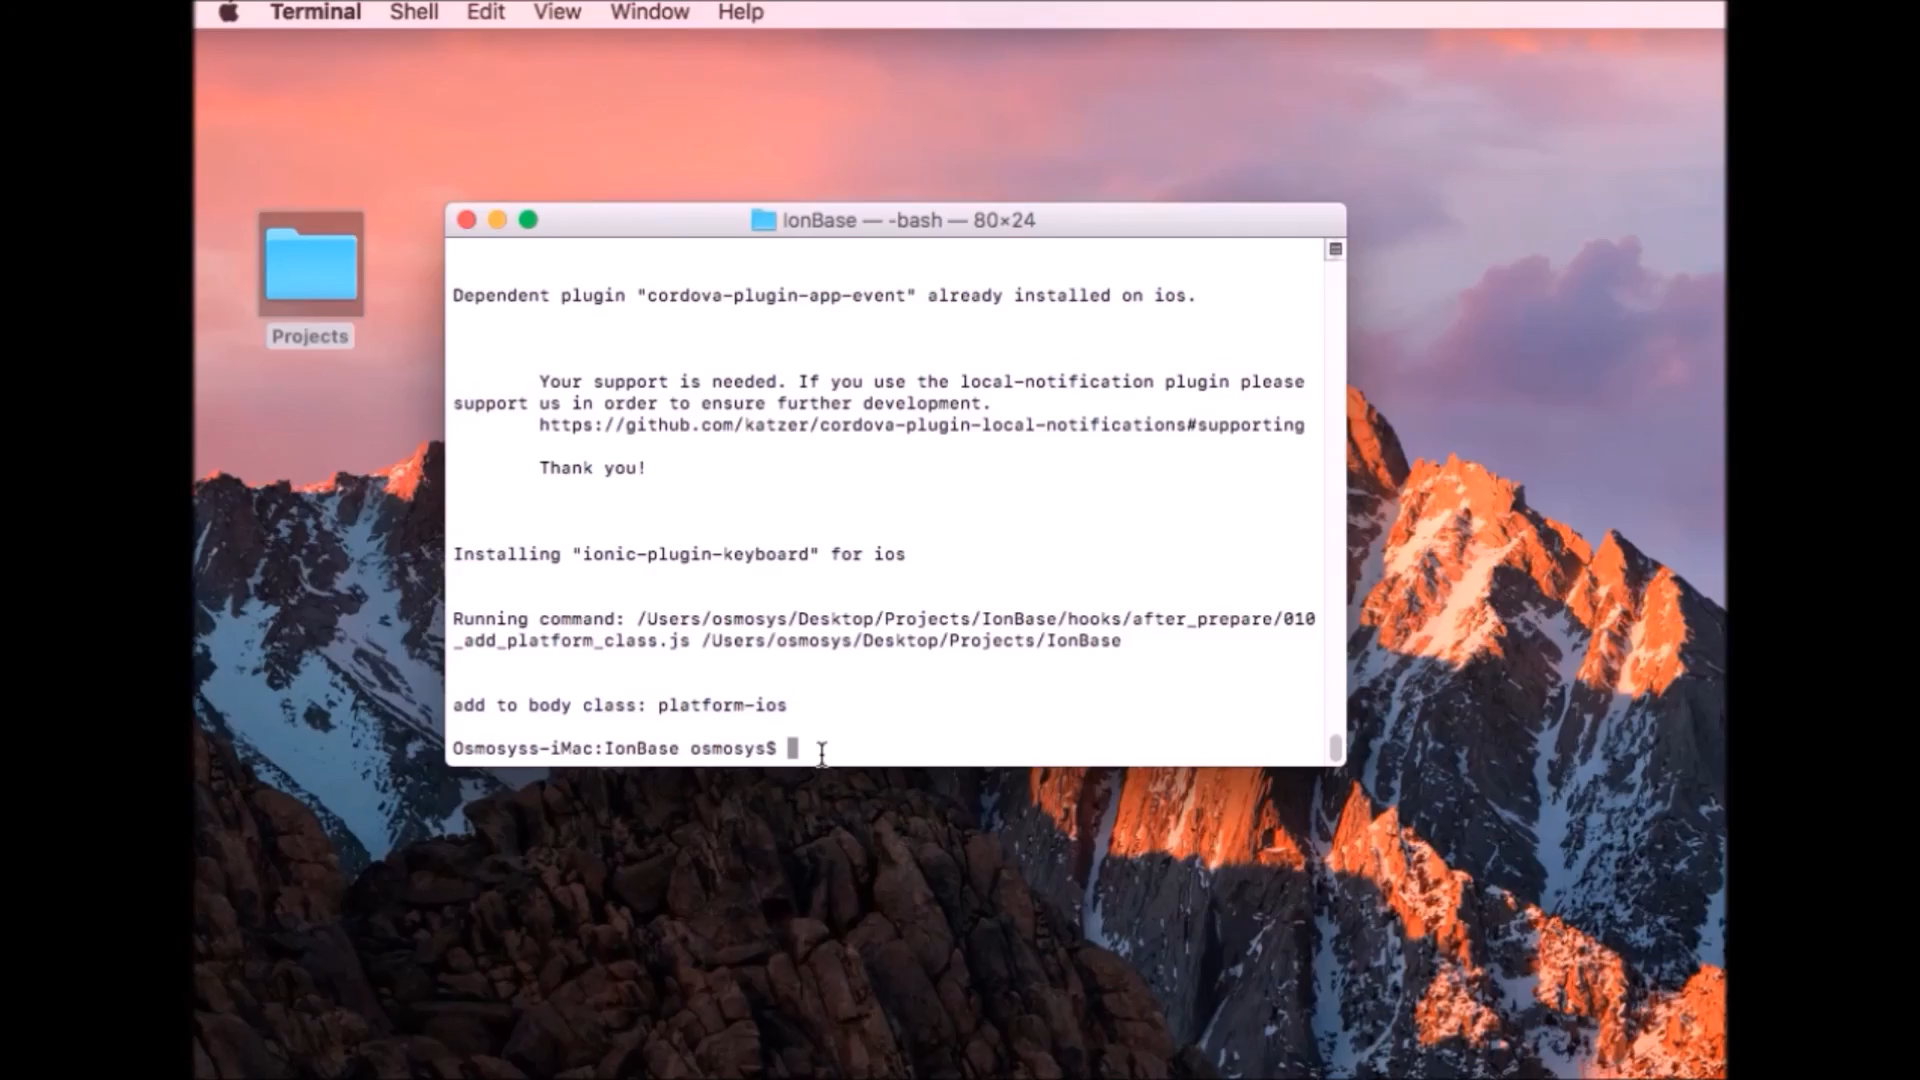 Terminal Shell Edit View Window Help
Projects
IonBase — -bash — 80×24
Dependent plugin "cordova-plugin-app-event" already installed on ios.
Your support is needed. If you use the local-notification plugin please
support us in order to ensure further development.
https://github.com/katzer/cordova-plugin-local-notifications#supporting
Thank you!
Installing "ionic-plugin-keyboard" for ios
Running command: /Users/osmosys/Desktop/Projects/IonBase/hooks/after_prepare/010
_add_platform_class.js /Users/osmosys/Desktop/Projects/IonBase
add to body class: platform-ios
Osmosyss-iMac:IonBase osmosys$